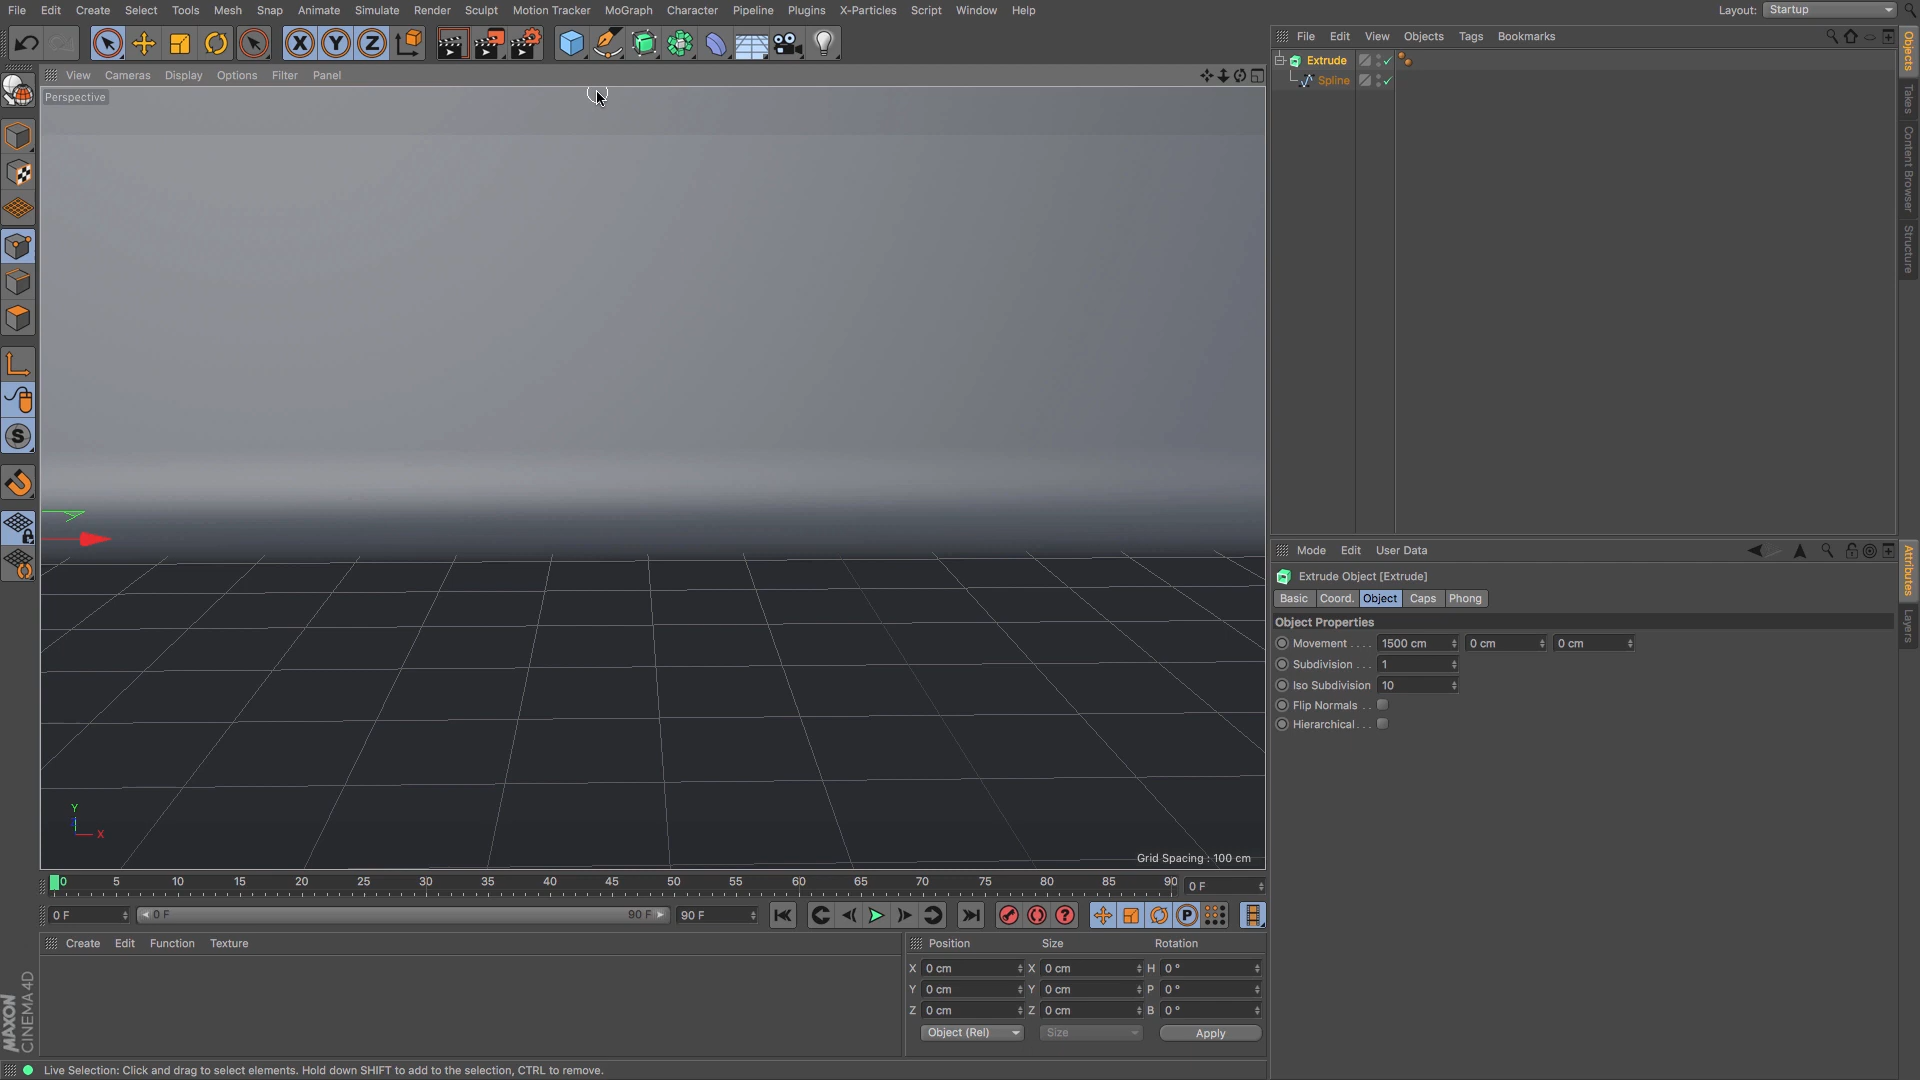 File Edit Create Select Tools Mesh Snap Animate Simulate Render Sculpt Motion Tracker MoGraph Character Pipeline Plugins X-Particles Script Window Help
Layout: Startup
X Y Z
File Edit View Objects Tags Bookmarks
Extrude
Spline
Objects
Takes
Content Browser
Structure
View Cameras Display Options Filter Panel
Perspective
S
Y
X
Grid Spacing : 100 cm
Mode Edit User Data
Extrude Object [Extrude]
Basic Coord. Object Caps Phong
Object Properties
Movement . . . . 1500 cm 0 cm 0 cm
Subdivision . . . 1
Iso Subdivision 10
Flip Normals . .
Hierarchical . . .
Attributes
Layers
0 5 10 15 20 25 30 35 40 45 50 55 60 65 70 75 80 85 90 0 F
0 F 0 F 90 F 90 F
P
Create Edit Function Texture
Position Size Rotation
X 0 cm X 0 cm H 0 °
Y 0 cm Y 0 cm P 0 °
Z 0 cm Z 0 cm B 0 °
Object (Rel) Size Apply
MAXON
CINEMA 4D
Live Selection: Click and drag to select elements. Hold down SHIFT to add to the selection, CTRL to remove.